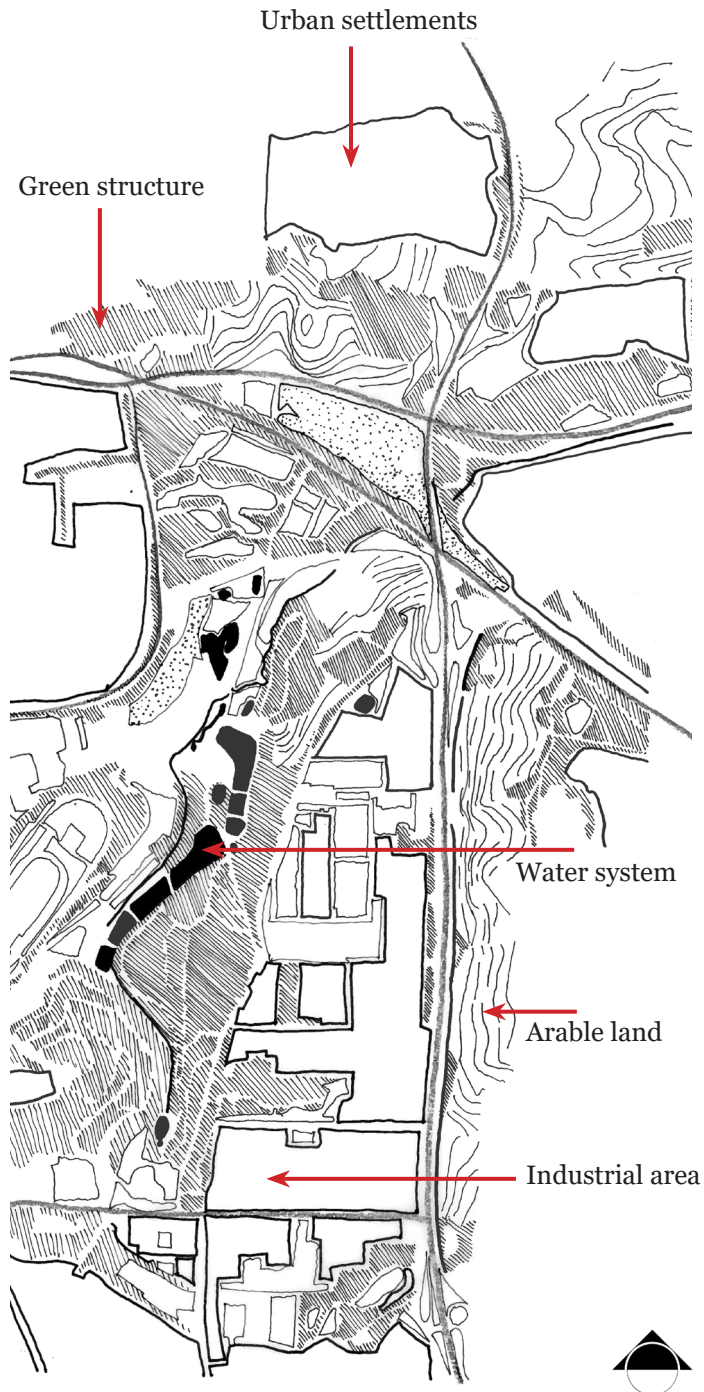 Urban settlements
Green structure
Water system
Arable land
Industrial area